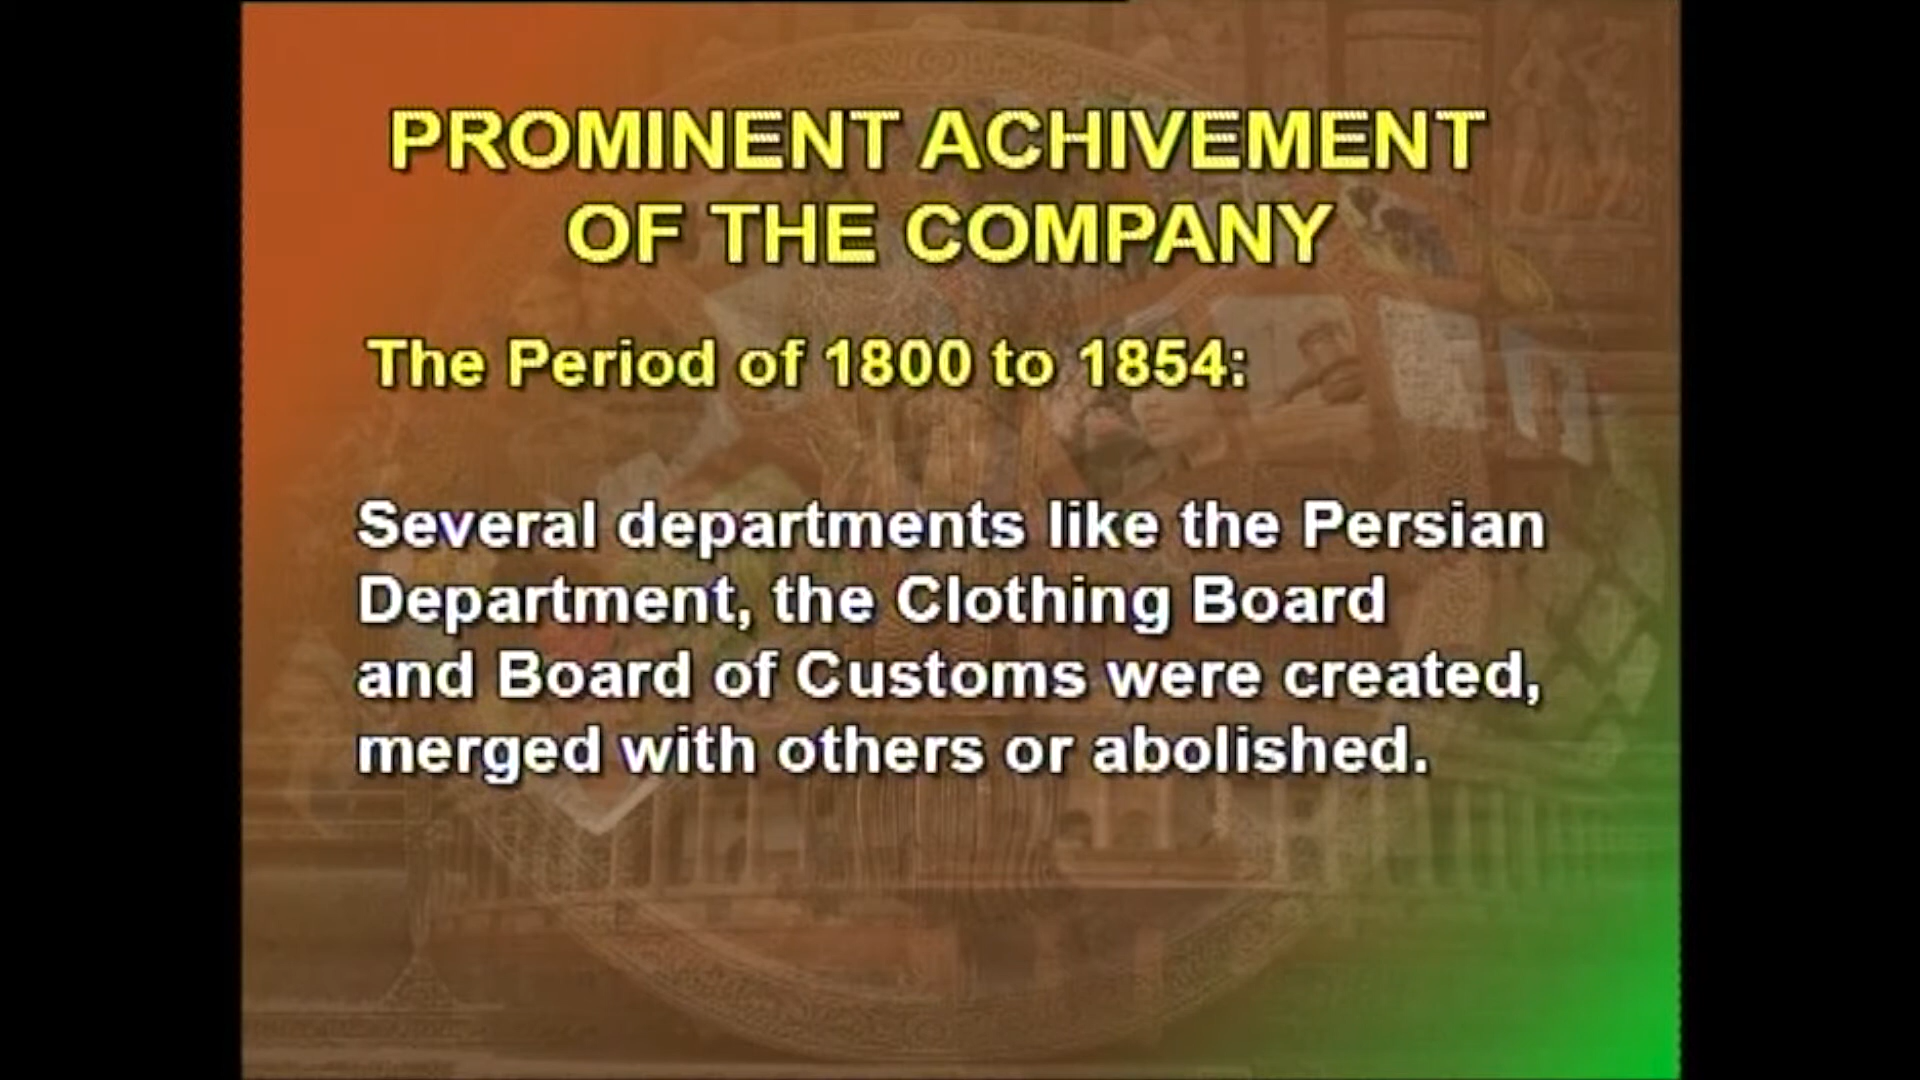 PROMINENT ACHIVEMENT
OF THE COMPANY
The Period of 1800 to 1854:
Several departments like the Persian
Department, the Clothing Board
and Board of Customs were created,
merged with others or abolished.